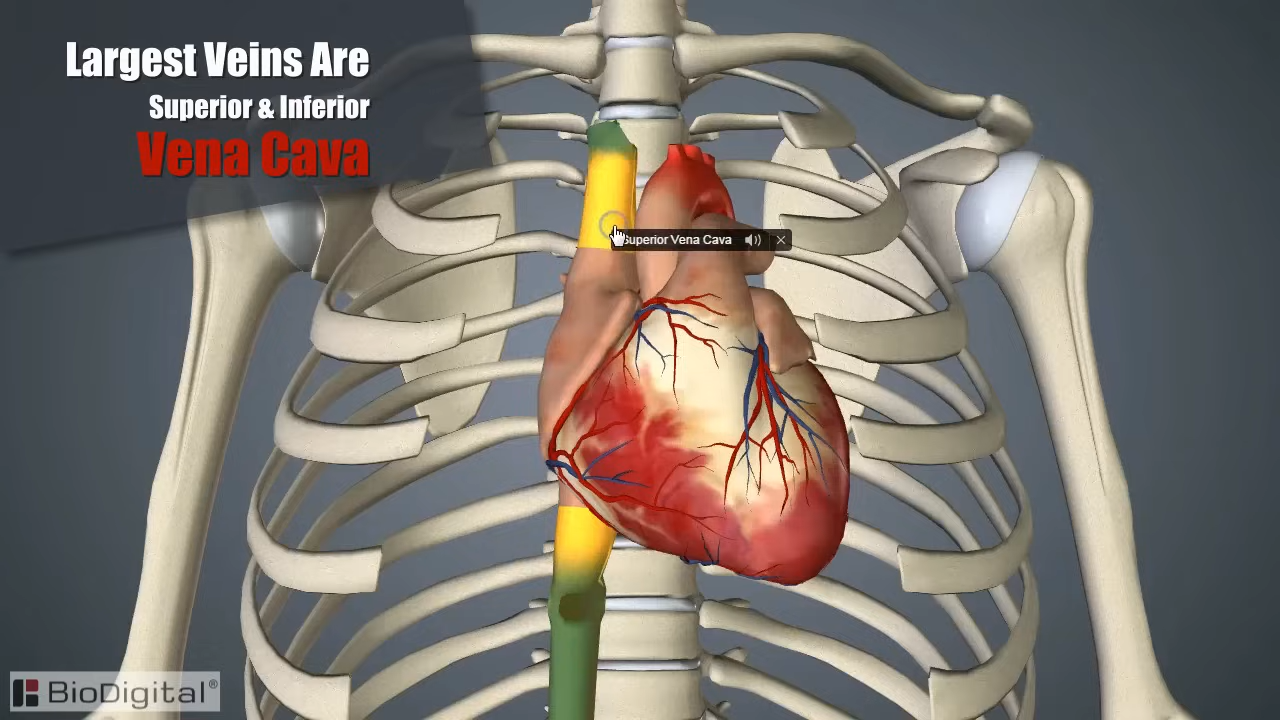 Largest Veins Are
Superior & Inferior
Vena Cava
Superior Vena Cava
BioDigital®